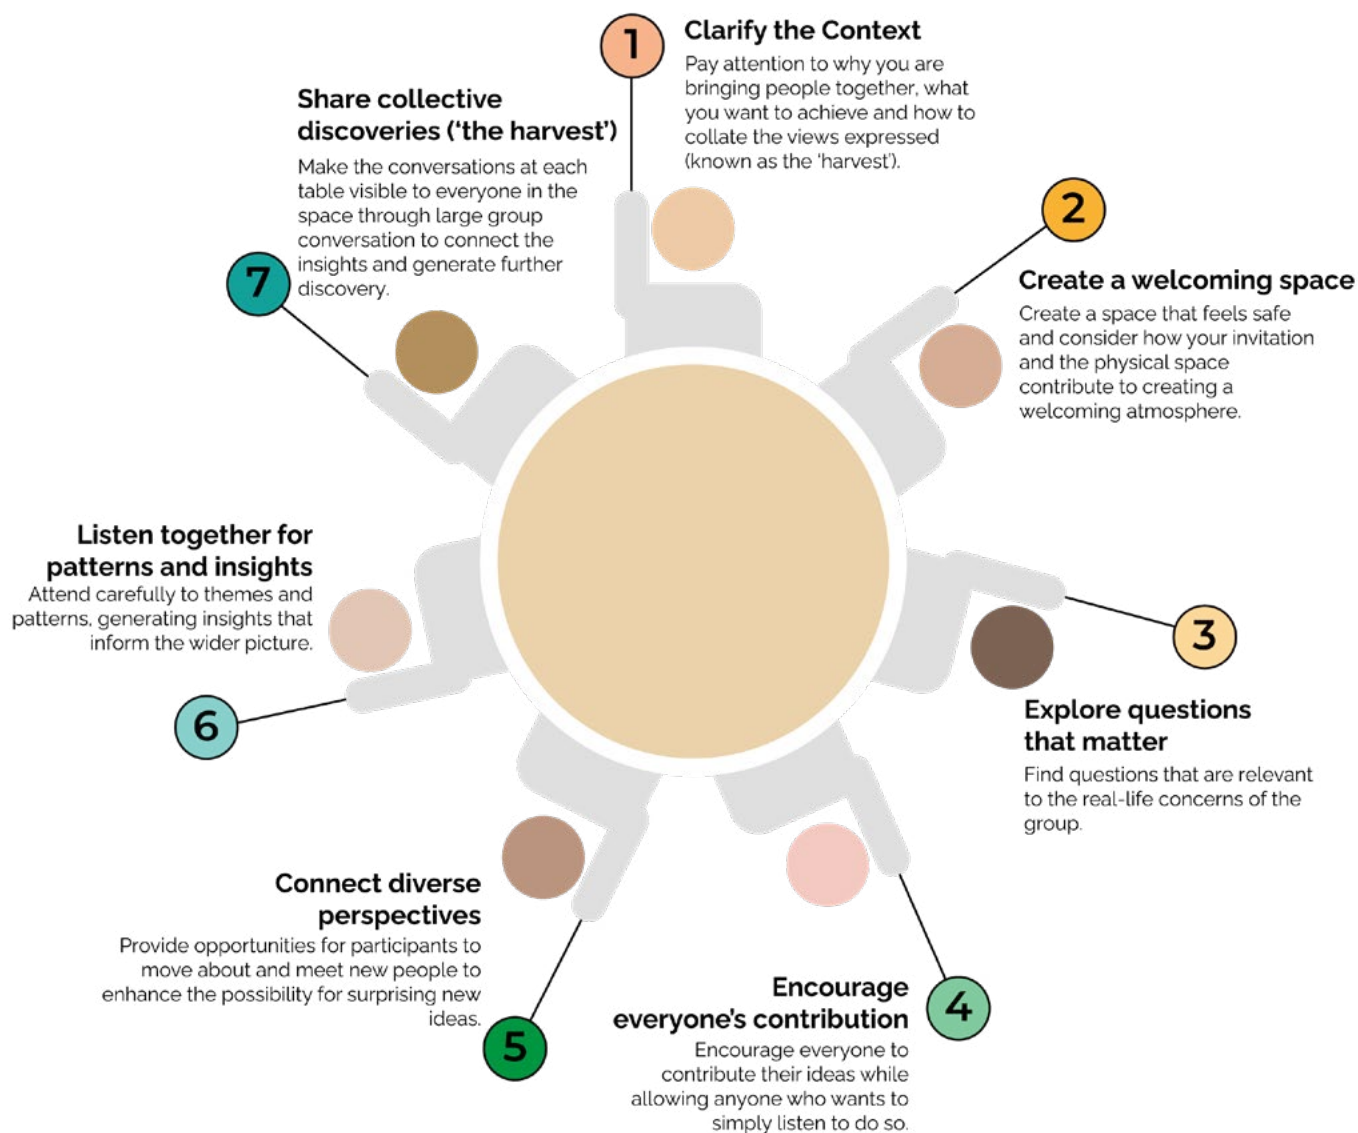 1
Clarify the Context
Pay attention to why you are
bringing people together, what
you want to achieve and how to
collate the views expressed
(known as the ‘harvest’).
2
Create a welcoming space
Create a space that feels safe
and consider how your invitation
and the physical space
contribute to creating a
welcoming atmosphere.
3
Explore questions
that matter
Find questions that are relevant
to the real-life concerns of the
group.
4
Encourage
everyone’s contribution
Encourage everyone to
contribute their ideas while
allowing anyone who wants to
simply listen to do so.
5
Connect diverse
perspectives
Provide opportunities for participants to
move about and meet new people to
enhance the possibility for surprising new
ideas.
6
Listen together for
patterns and insights
Attend carefully to themes and
patterns, generating insights that
inform the wider picture.
7
Share collective
discoveries (‘the harvest’)
Make the conversations at each
table visible to everyone in the
space through large group
conversation to connect the
insights and generate further
discovery.